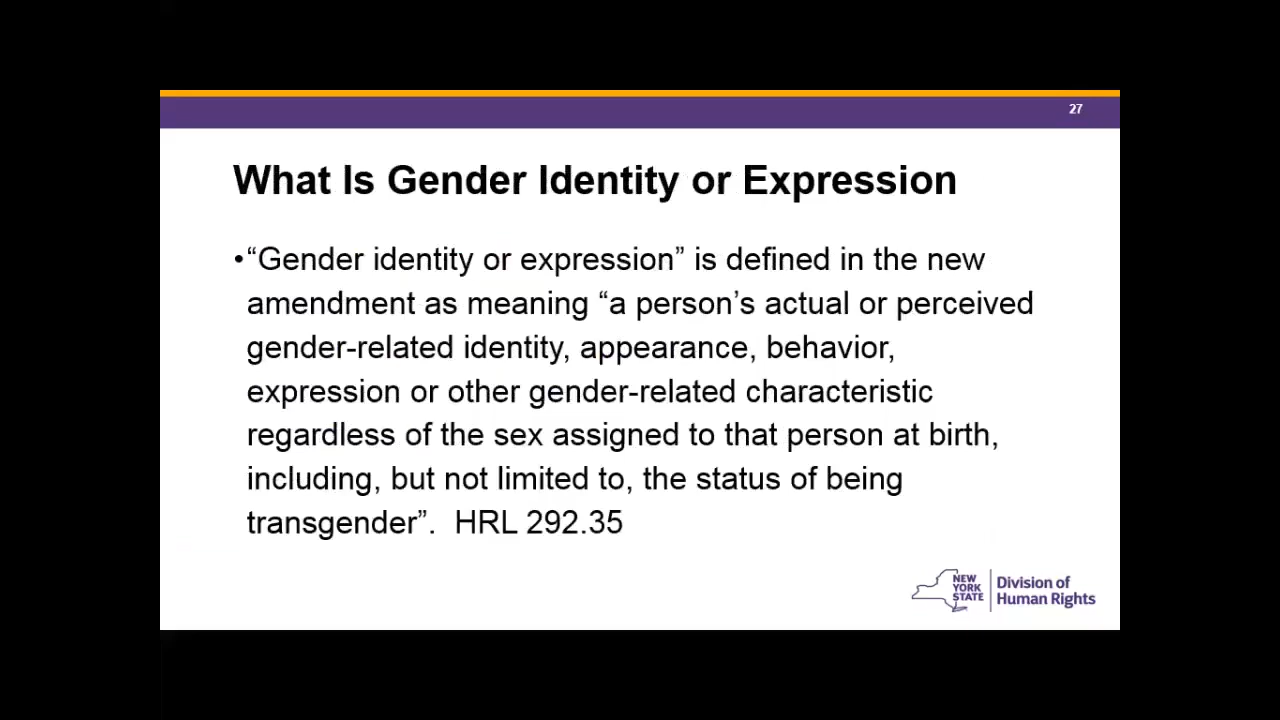 27
What Is Gender Identity or Expression
•“Gender identity or expression” is defined in the new
amendment as meaning “a person’s actual or perceived
gender-related identity, appearance, behavior,
expression or other gender-related characteristic
regardless of the sex assigned to that person at birth,
including, but not limited to, the status of being
transgender”.  HRL 292.35
NEW
YORK
STATE
Division of
Human Rights